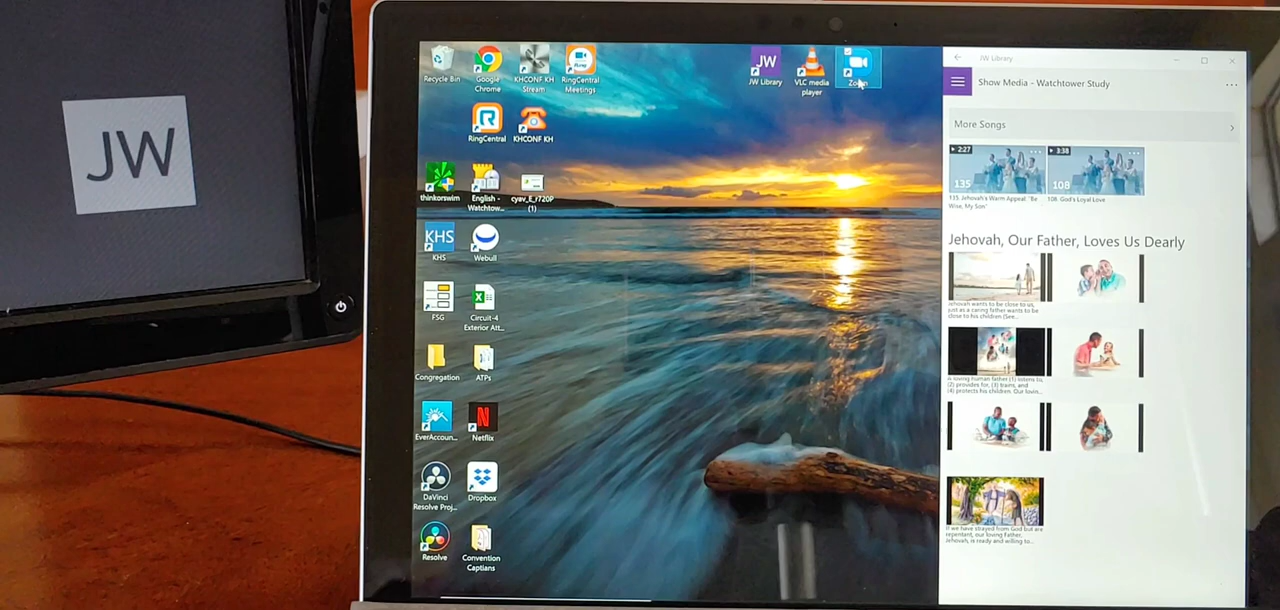 JW
Recycle Bin
Google
Chrome
KHCONF KH
Stream
RingCentral
Meetings
RingCentral
KHCONF KH
thinkorswim
English -
Watchtow...
cyav_E_r720P
(1)
KHS
KHS
Webull
FSG
Circuit-4
Exterior Att...
Congregation
ATPs
EverAccoun...
Netflix
DaVinci
Resolve Proj...
Dropbox
Resolve
Convention
Captians
JW
JW Library
VLC media
player
Zoom
JW Library
Show Media - Watchtower Study
More Songs
2:27
3:38
135
108
135. Jehovah's Warm Appeal: "Be
Wise, My Son"
108. God's Loyal Love
Jehovah, Our Father, Loves Us Dearly
Jehovah wants to be close to us,
just as a caring father wants to be
close to his children (See...
A loving human father (1) listens to,
(2) provides for, (3) trains, and
(4) protects his children. Our lovin...
If we have strayed from God but are
repentant, our loving Father,
Jehovah, is ready and willing to...